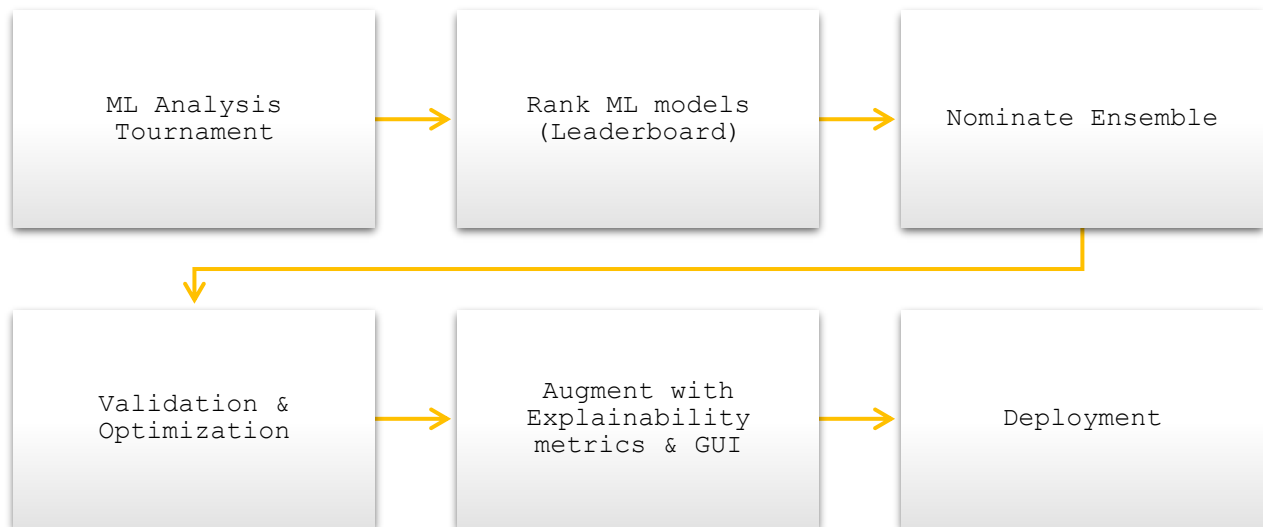 ML Analysis
Tournament
Rank ML models
(Leaderboard)
Nominate Ensemble
Validation &
Optimization
Augment with
Explainability
metrics & GUI
Deployment